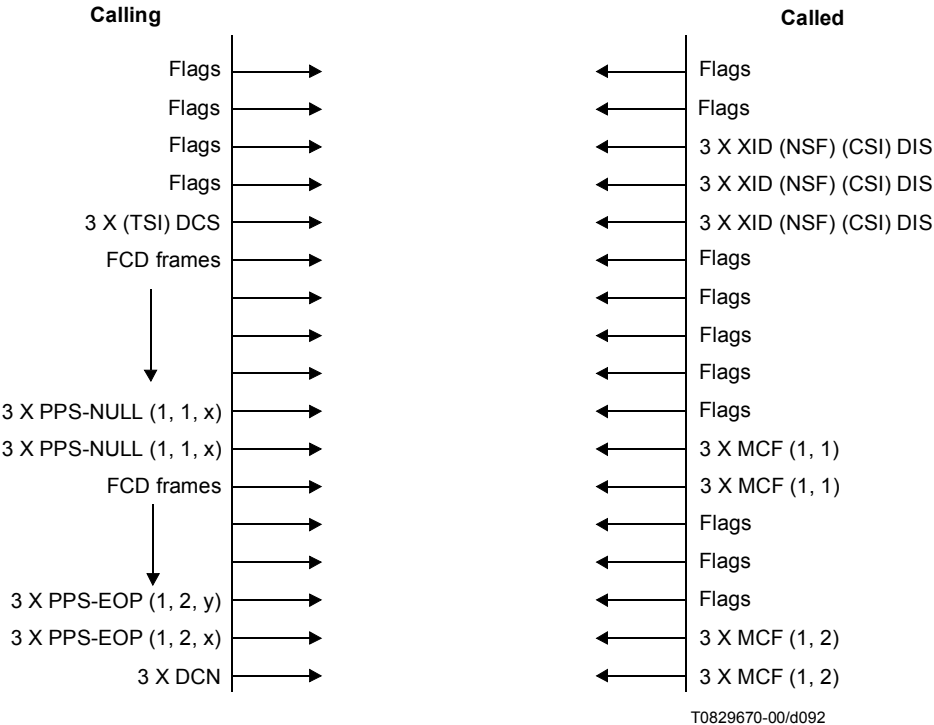 Calling
Called
Flags
Flags
Flags
Flags
Flags
3 X XID (NSF) (CSI) DIS
Flags
3 X XID (NSF) (CSI) DIS
3 X (TSI) DCS
3 X XID (NSF) (CSI) DIS
FCD frames
Flags
Flags
Flags
Flags
3 X PPS-NULL (1, 1, x)
Flags
3 X PPS-NULL (1, 1, x)
3 X MCF (1, 1)
FCD frames
3 X MCF (1, 1)
Flags
Flags
3 X PPS-EOP (1, 2, y)
Flags
3 X PPS-EOP (1, 2, x)
3 X MCF (1, 2)
3 X DCN
3 X MCF (1, 2)
T0829670-00/d092